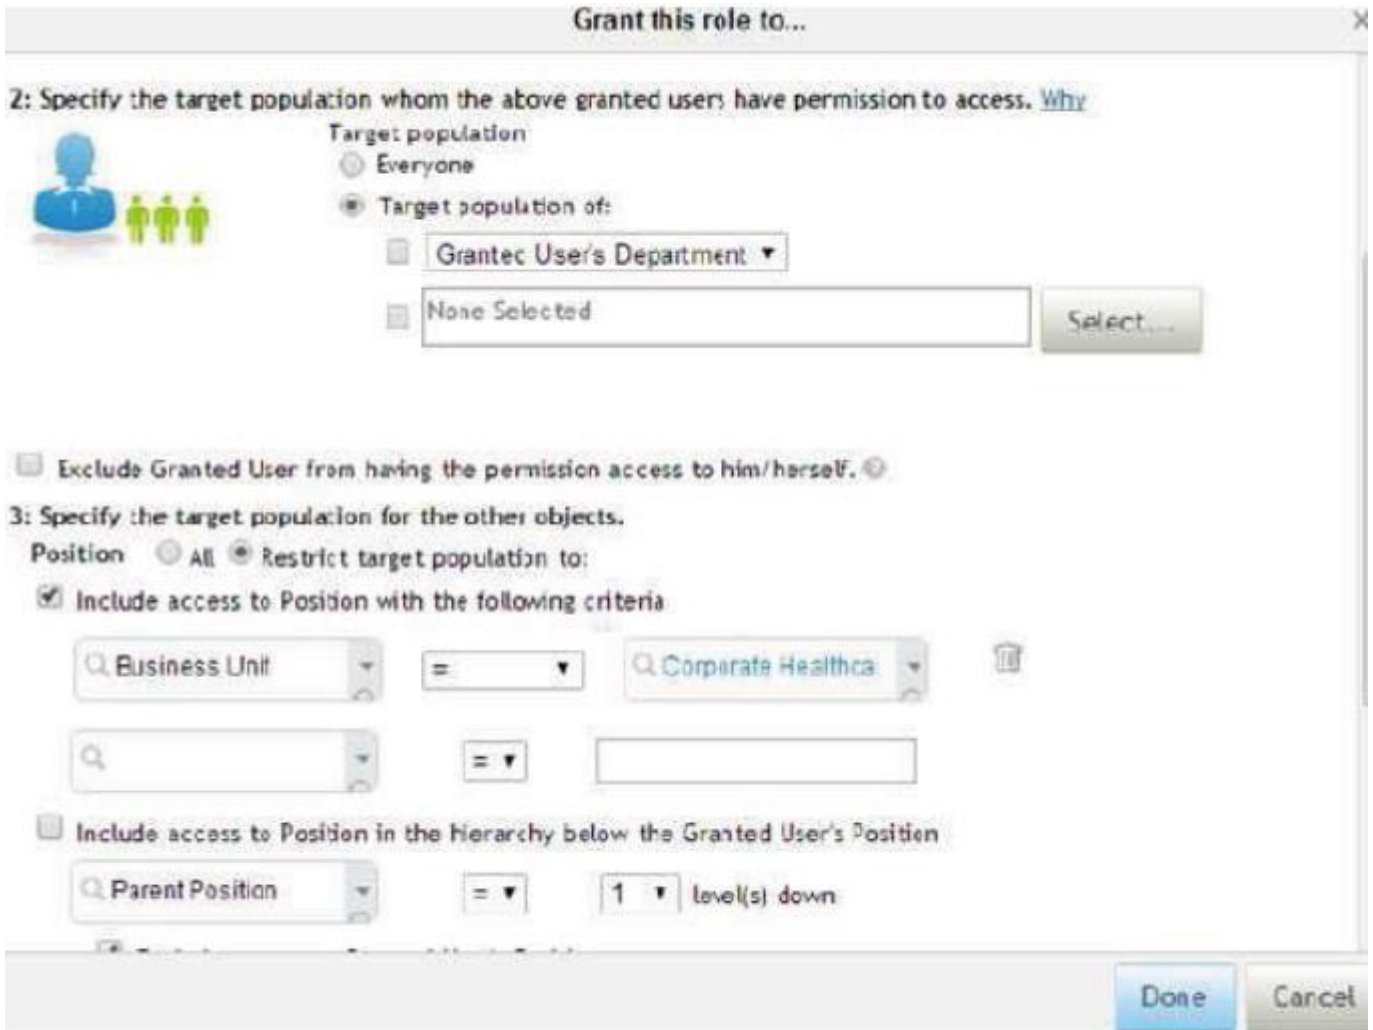 Grant this role to...
2: Specify the target population whom the above granted users have permission to access. Why
Target population
Everyone
Target population of:
Grantec User's Department
None Selected
Select....
Exclude Granted User from having the permission access to him/herself.
3: Specify the target population for the other objects.
Position All Restrict target population to:
Include access to Position with the following criteria
Business Unit = Corporate Healthca
=
Include access to Position in the Hierarchy below the Granted User's Position
Parent Position = 1 level(s) down
Done Cancel